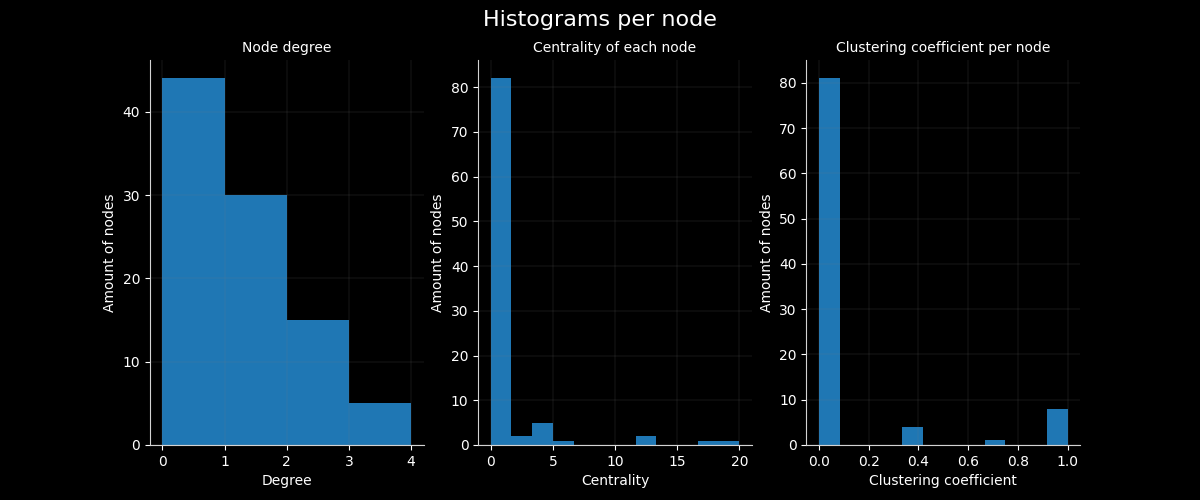 Histograms per node
Node degree
Amount of nodes
40
30
20
10
0
0 1 2 3 4
Degree
Centrality of each node
Amount of nodes
80
70
60
50
40
30
20
10
0
0 5 10 15 20
Centrality
Clustering coefficient per node
Amount of nodes
80
70
60
50
40
30
20
10
0
0.0 0.2 0.4 0.6 0.8 1.0
Clustering coefficient